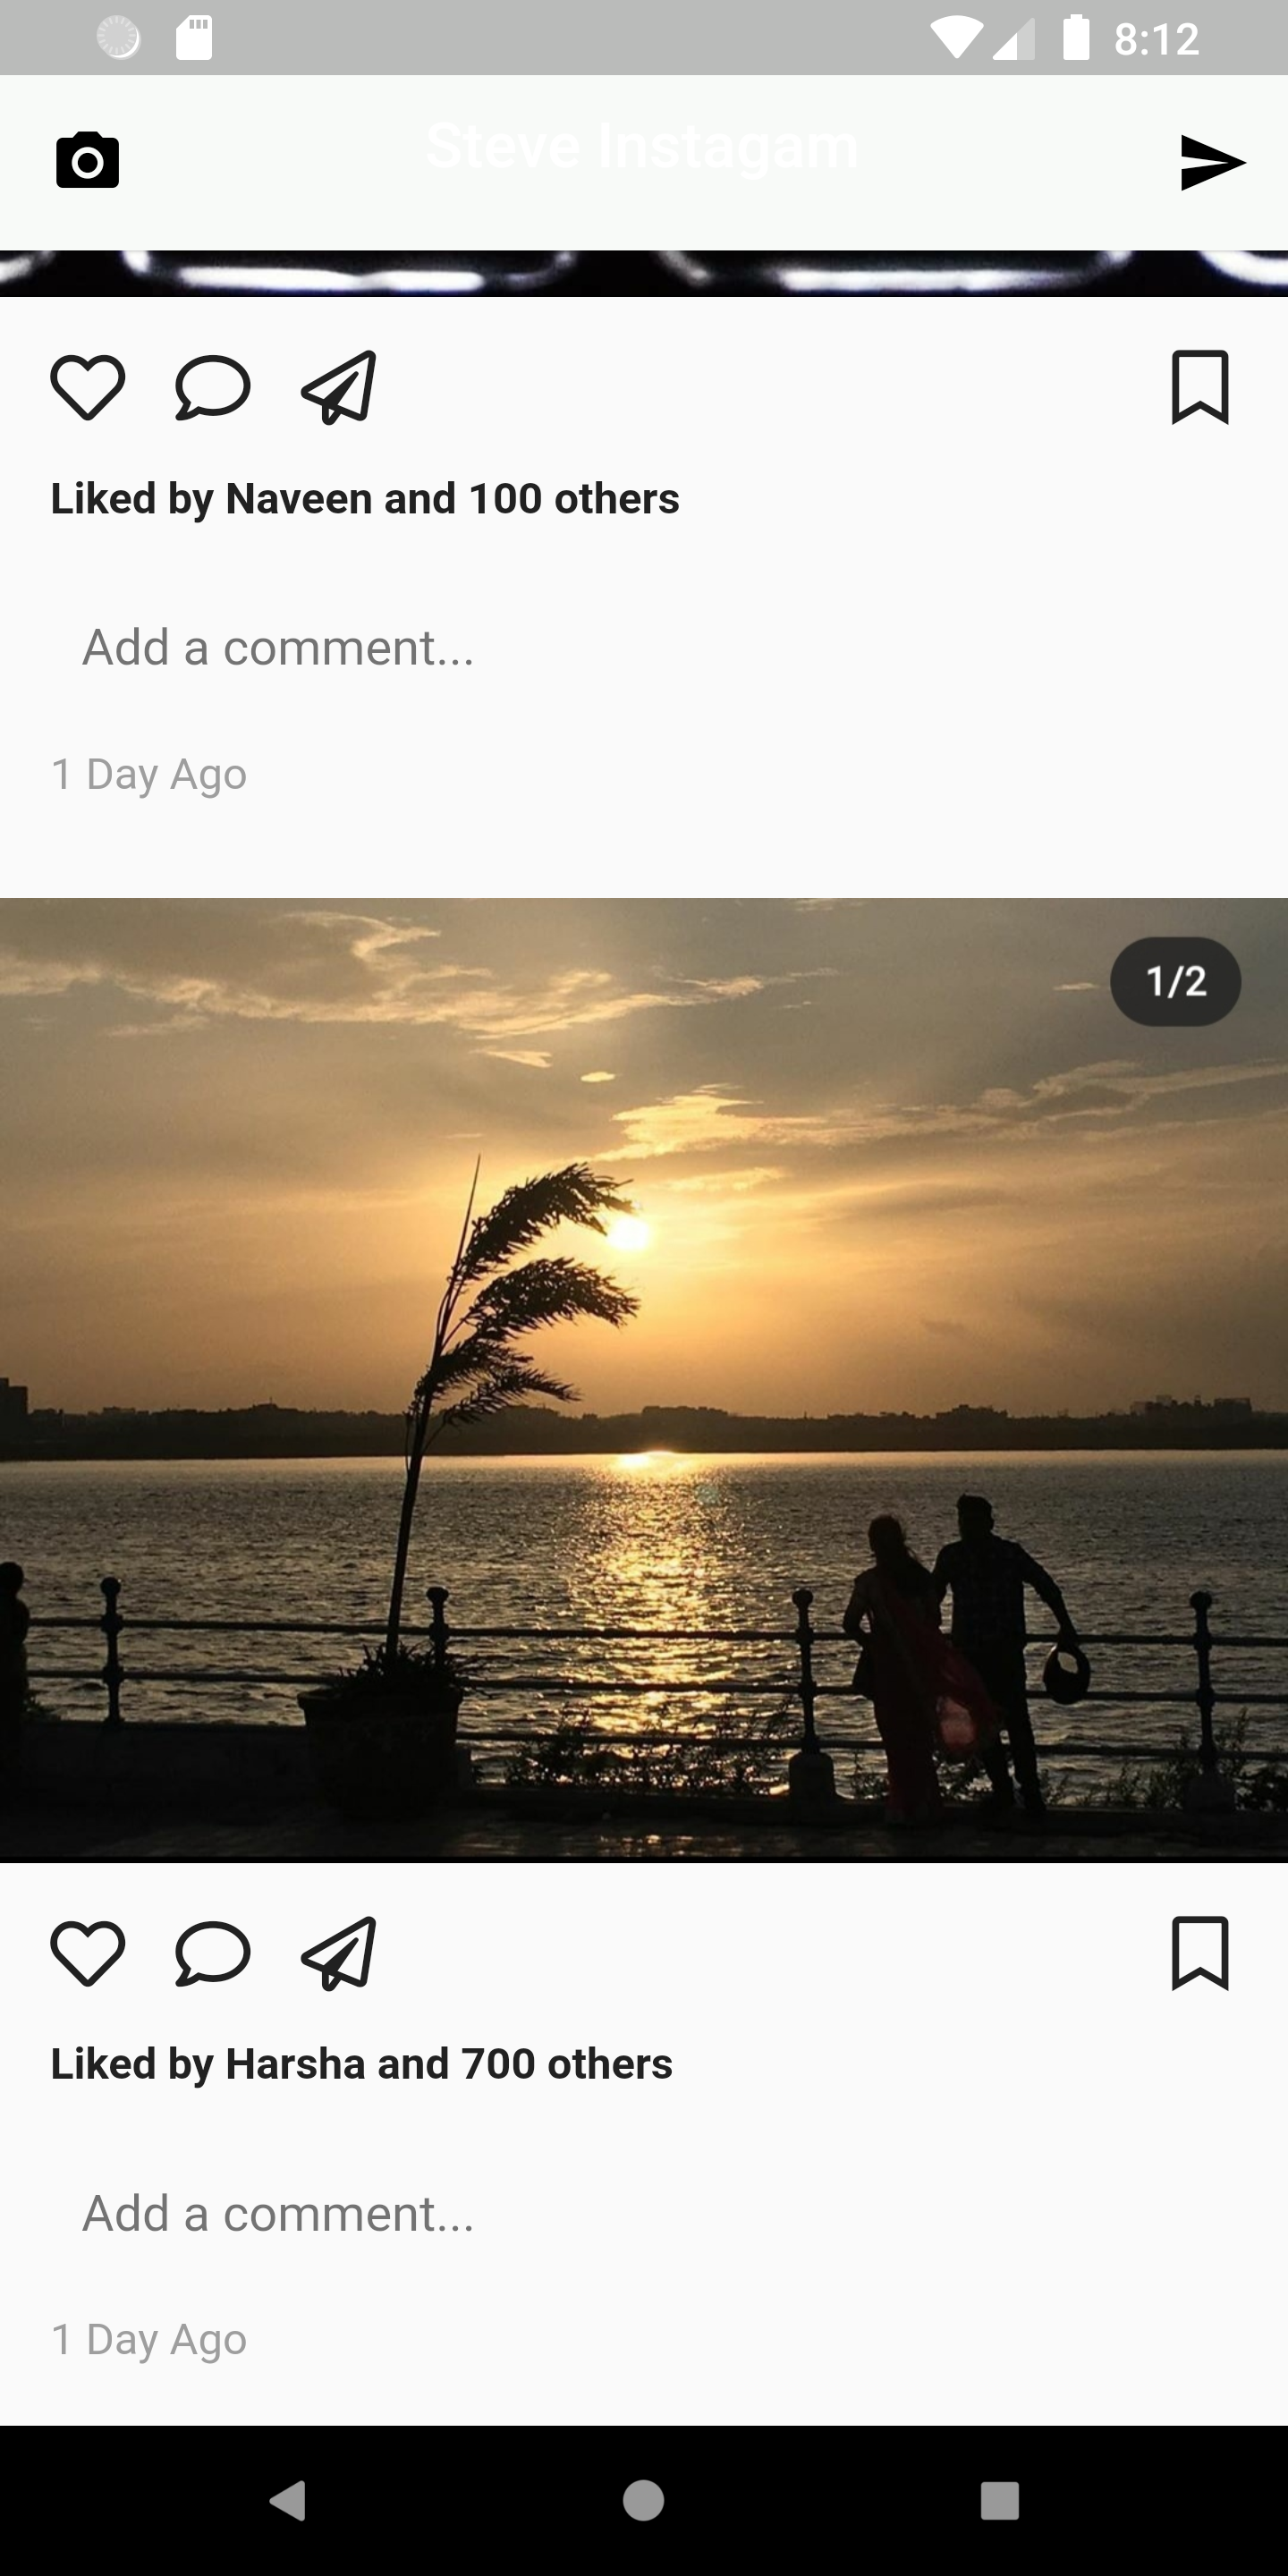 8:12
Steve Instagam
Liked by Naveen and 100 others
Add a comment...
1 Day Ago
1/2
Liked by Harsha and 700 others
Add a comment...
1 Day Ago